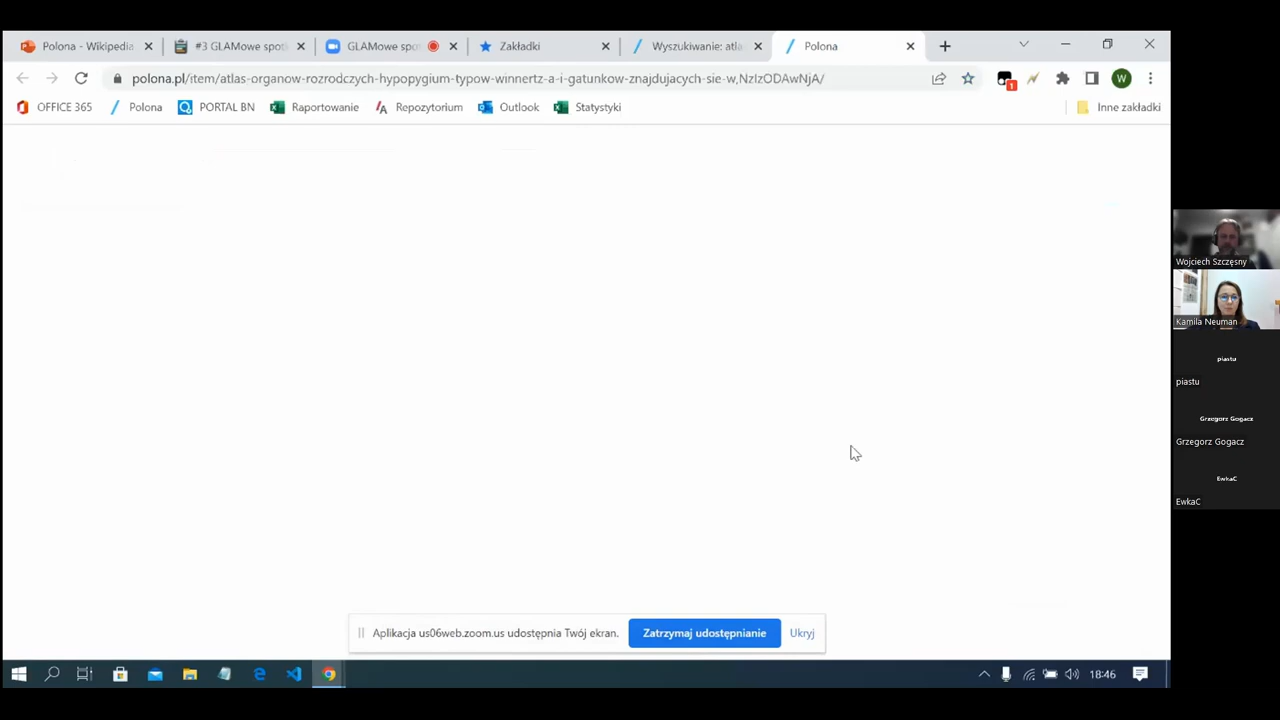 Polona - Wikipedia
#3 GLAMowe spotk
GLAMowe spo
Zakładki
Wyszukiwanie: atla
Polona
polona.pl/item/atlas-organow-rozrodczych-hypopygium-typow-winnertz-a-i-gatunkow-znajdujacych-sie-w,NzIzODAwNjA/
1
W
OFFICE 365
Polona
PORTAL BN
Raportowanie
Repozytorium
Outlook
Statystyki
Inne zakładki
Wojciech Szczęsny
Kamila Neuman
piastu
piastu
Grzegorz Gogacz
Grzegorz Gogacz
EwkaC
EwkaC
Aplikacja us06web.zoom.us udostępnia Twój ekran.
Zatrzymaj udostępnianie
Ukryj
18:46